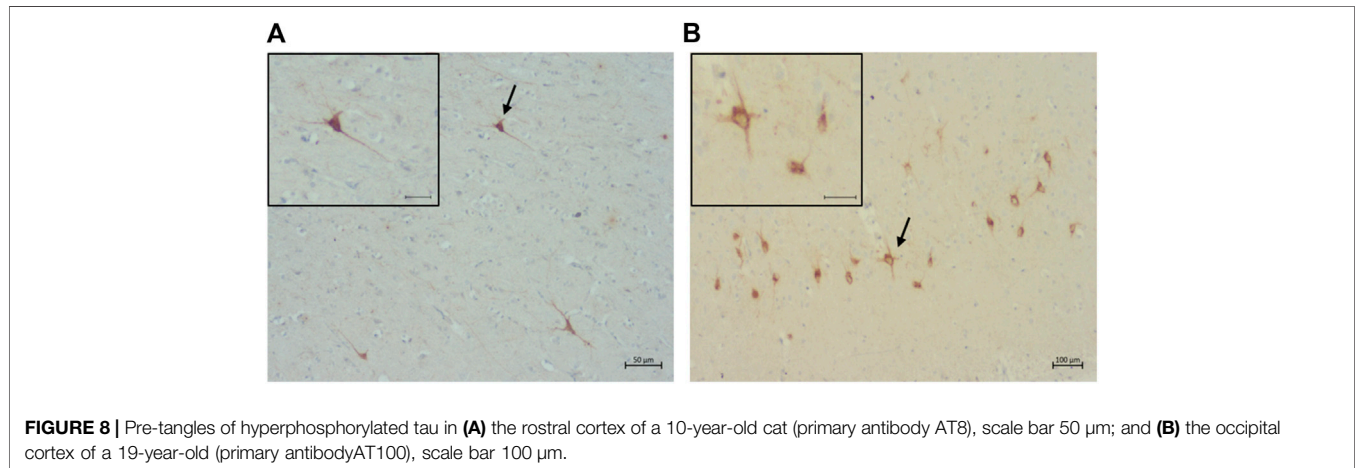 A
B
50 µm
100 µm
FIGURE 8 | Pre-tangles of hyperphosphorylated tau in (A) the rostral cortex of a 10-year-old cat (primary antibody AT8), scale bar 50 µm; and (B) the occipital
cortex of a 19-year-old (primary antibodyAT100), scale bar 100 µm.